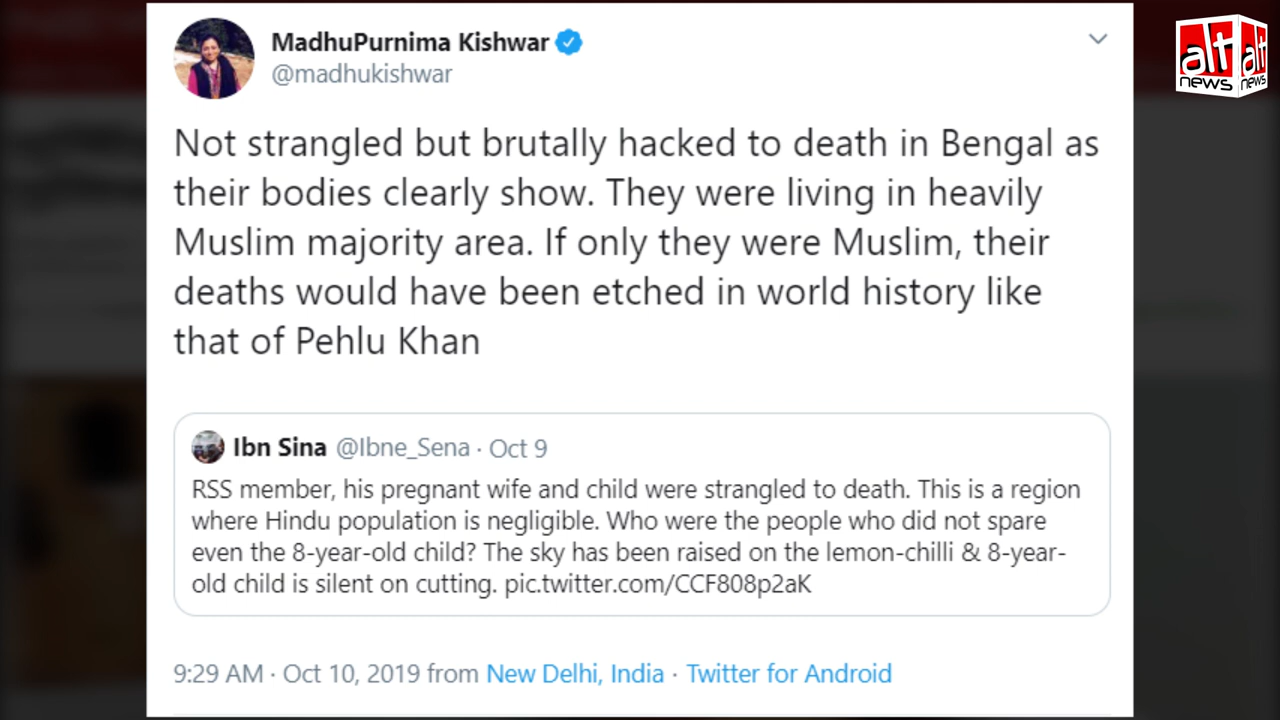 MadhuPurnima Kishwar
@madhukishwar
alt alt
news news
Not strangled but brutally hacked to death in Bengal as
their bodies clearly show. They were living in heavily
Muslim majority area. If only they were Muslim, their
deaths would have been etched in world history like
that of Pehlu Khan
Ibn Sina @Ibne_Sena · Oct 9
RSS member, his pregnant wife and child were strangled to death. This is a region
where Hindu population is negligible. Who were the people who did not spare
even the 8-year-old child? The sky has been raised on the lemon-chilli & 8-year-
old child is silent on cutting. pic.twitter.com/CCF808p2aK
9:29 AM · Oct 10, 2019 from New Delhi, India · Twitter for Android